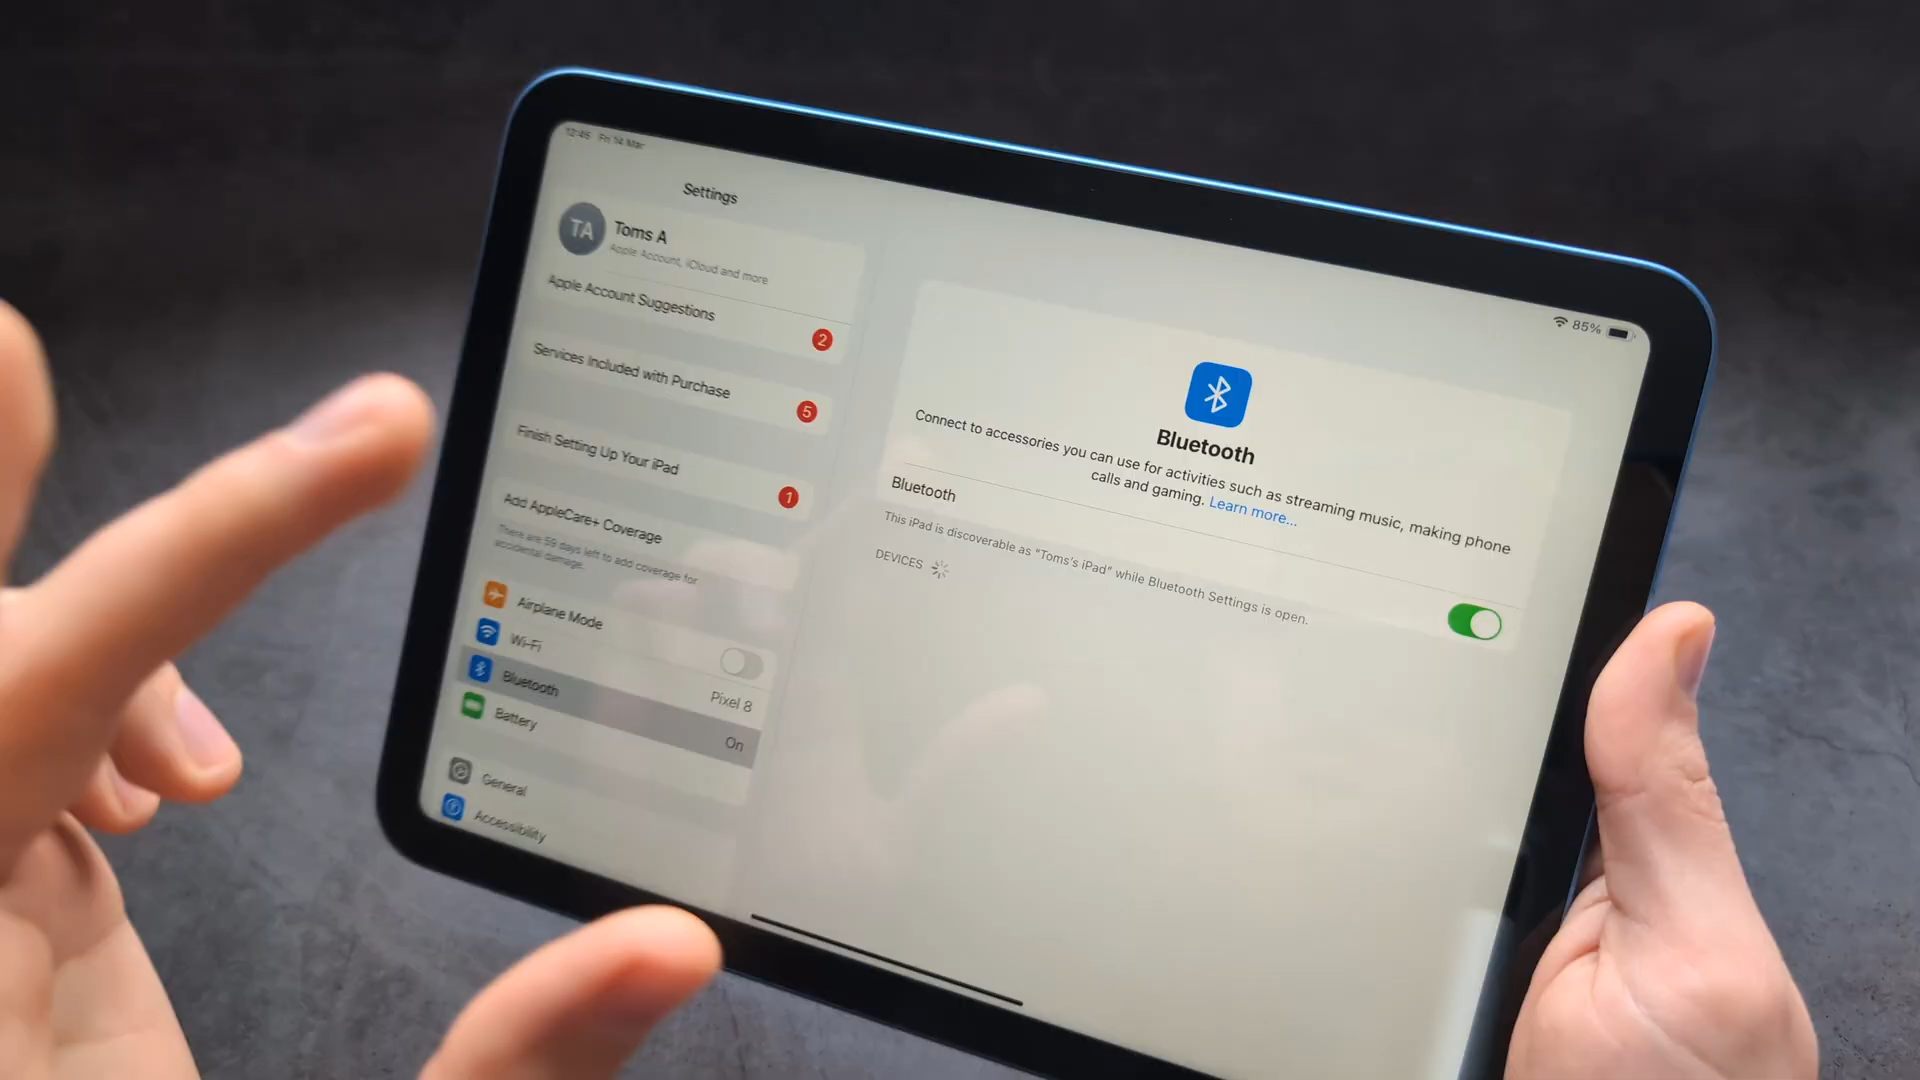 12:46 Fri 14 Mar
85%
Settings
TA
Toms A
Apple Account, iCloud and more
Apple Account Suggestions
2
Services Included with Purchase
5
Finish Setting Up Your iPad
1
Add AppleCare+ Coverage
There are 59 days left to add coverage for
accidental damage.
Airplane Mode
Wi-Fi
Pixel 8
Bluetooth
On
Battery
General
Accessibility
Bluetooth
Connect to accessories you can use for activities such as streaming music, making phone
calls and gaming. Learn more...
Bluetooth
This iPad is discoverable as “Toms’s iPad” while Bluetooth Settings is open.
DEVICES